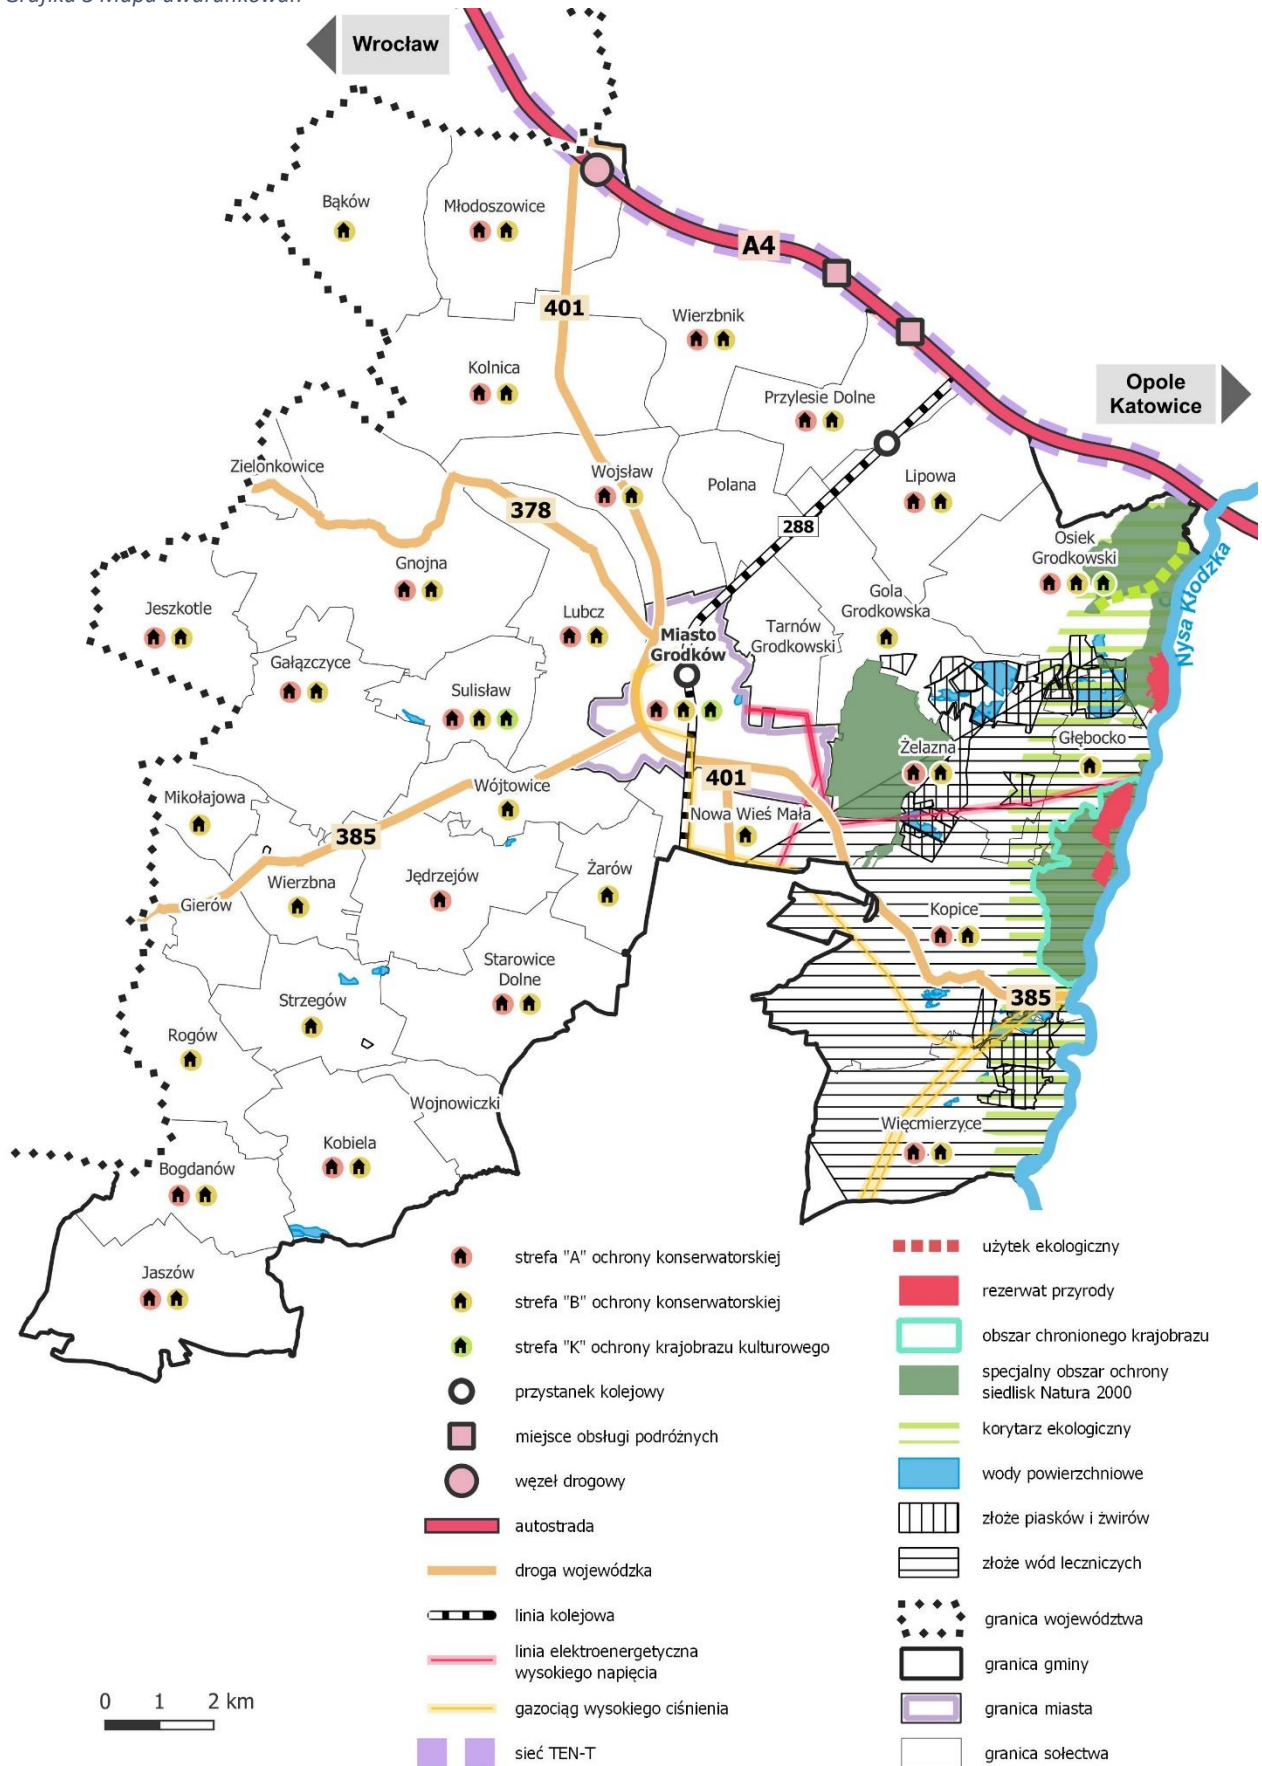 Grafika 3 Mapa uwarunkowań
Wrocław
Bąków
Młodoszowice
A4
401
Wierzbnik
Kolnica
Przylesie Dolne
Opole
Katowice
Zielonkowice
Wojsław
Polana
Lipowa
378
288
Osiek
Grodkowski
Nysa Kłodzka
Gnojna
Jeszkotle
Lubcz
Gola
Grodkowska
Miasto
Grodków
Tarnów
Grodkowski
Gałązczyce
Sulisław
Głębocko
Żelazna
401
Wójtowice
Mikołajowa
Nowa Wieś Mała
385
Wierzbna
Jędrzejów
Żarów
Gierów
Kopice
Starowice
Dolne
Strzegów
385
Rogów
Wojnowiczki
Więcmierzyce
Kobiela
Bogdanów
Jaszów
strefa "A" ochrony konserwatorskiej
strefa "B" ochrony konserwatorskiej
strefa "K" ochrony krajobrazu kulturowego
przystanek kolejowy
miejsce obsługi podróżnych
węzeł drogowy
autostrada
droga wojewódzka
linia kolejowa
linia elektroenergetyczna
wysokiego napięcia
gazociąg wysokiego ciśnienia
sieć TEN-T
użytek ekologiczny
rezerwat przyrody
obszar chronionego krajobrazu
specjalny obszar ochrony
siedlisk Natura 2000
korytarz ekologiczny
wody powierzchniowe
złoże piasków i żwirów
złoże wód leczniczych
granica województwa
granica gminy
granica miasta
granica sołectwa
0 1 2 km